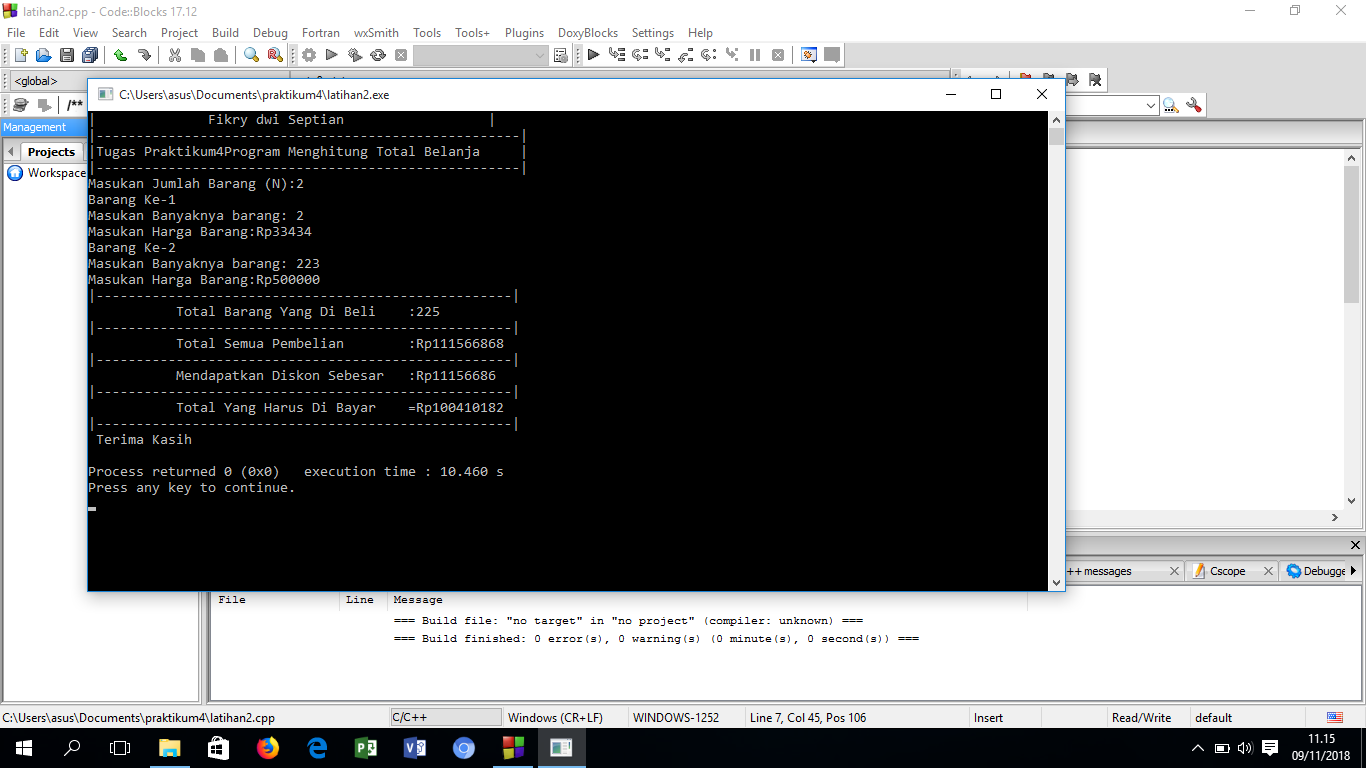 latihan2.cpp - Code::Blocks 17.12
File Edit View Search Project Build Debug Fortran wxSmith Tools Tools+ Plugins DoxyBlocks Settings Help
<global>
/**
C:\Users\asus\Documents\praktikum4\latihan2.exe
Management
Projects
Workspace
| Fikry dwi Septian |
|-----------------------------------------------------|
|Tugas Praktikum4Program Menghitung Total Belanja |
|-----------------------------------------------------|
Masukan Jumlah Barang (N):2
Barang Ke-1
Masukan Banyaknya barang: 2
Masukan Harga Barang:Rp33434
Barang Ke-2
Masukan Banyaknya barang: 223
Masukan Harga Barang:Rp500000
|----------------------------------------------------|
Total Barang Yang Di Beli :225
|----------------------------------------------------|
Total Semua Pembelian :Rp111566868
|----------------------------------------------------|
Mendapatkan Diskon Sebesar :Rp11156686
|----------------------------------------------------|
Total Yang Harus Di Bayar =Rp100410182
|----------------------------------------------------|
Terima Kasih
Process returned 0 (0x0) execution time : 10.460 s
Press any key to continue.
++ messages Cscope Debugge
File Line Message
=== Build file: "no target" in "no project" (compiler: unknown) ===
=== Build finished: 0 error(s), 0 warning(s) (0 minute(s), 0 second(s)) ===
C:\Users\asus\Documents\praktikum4\latihan2.cpp C/C++ Windows (CR+LF) WINDOWS-1252 Line 7, Col 45, Pos 106 Insert Read/Write default
11.15
09/11/2018